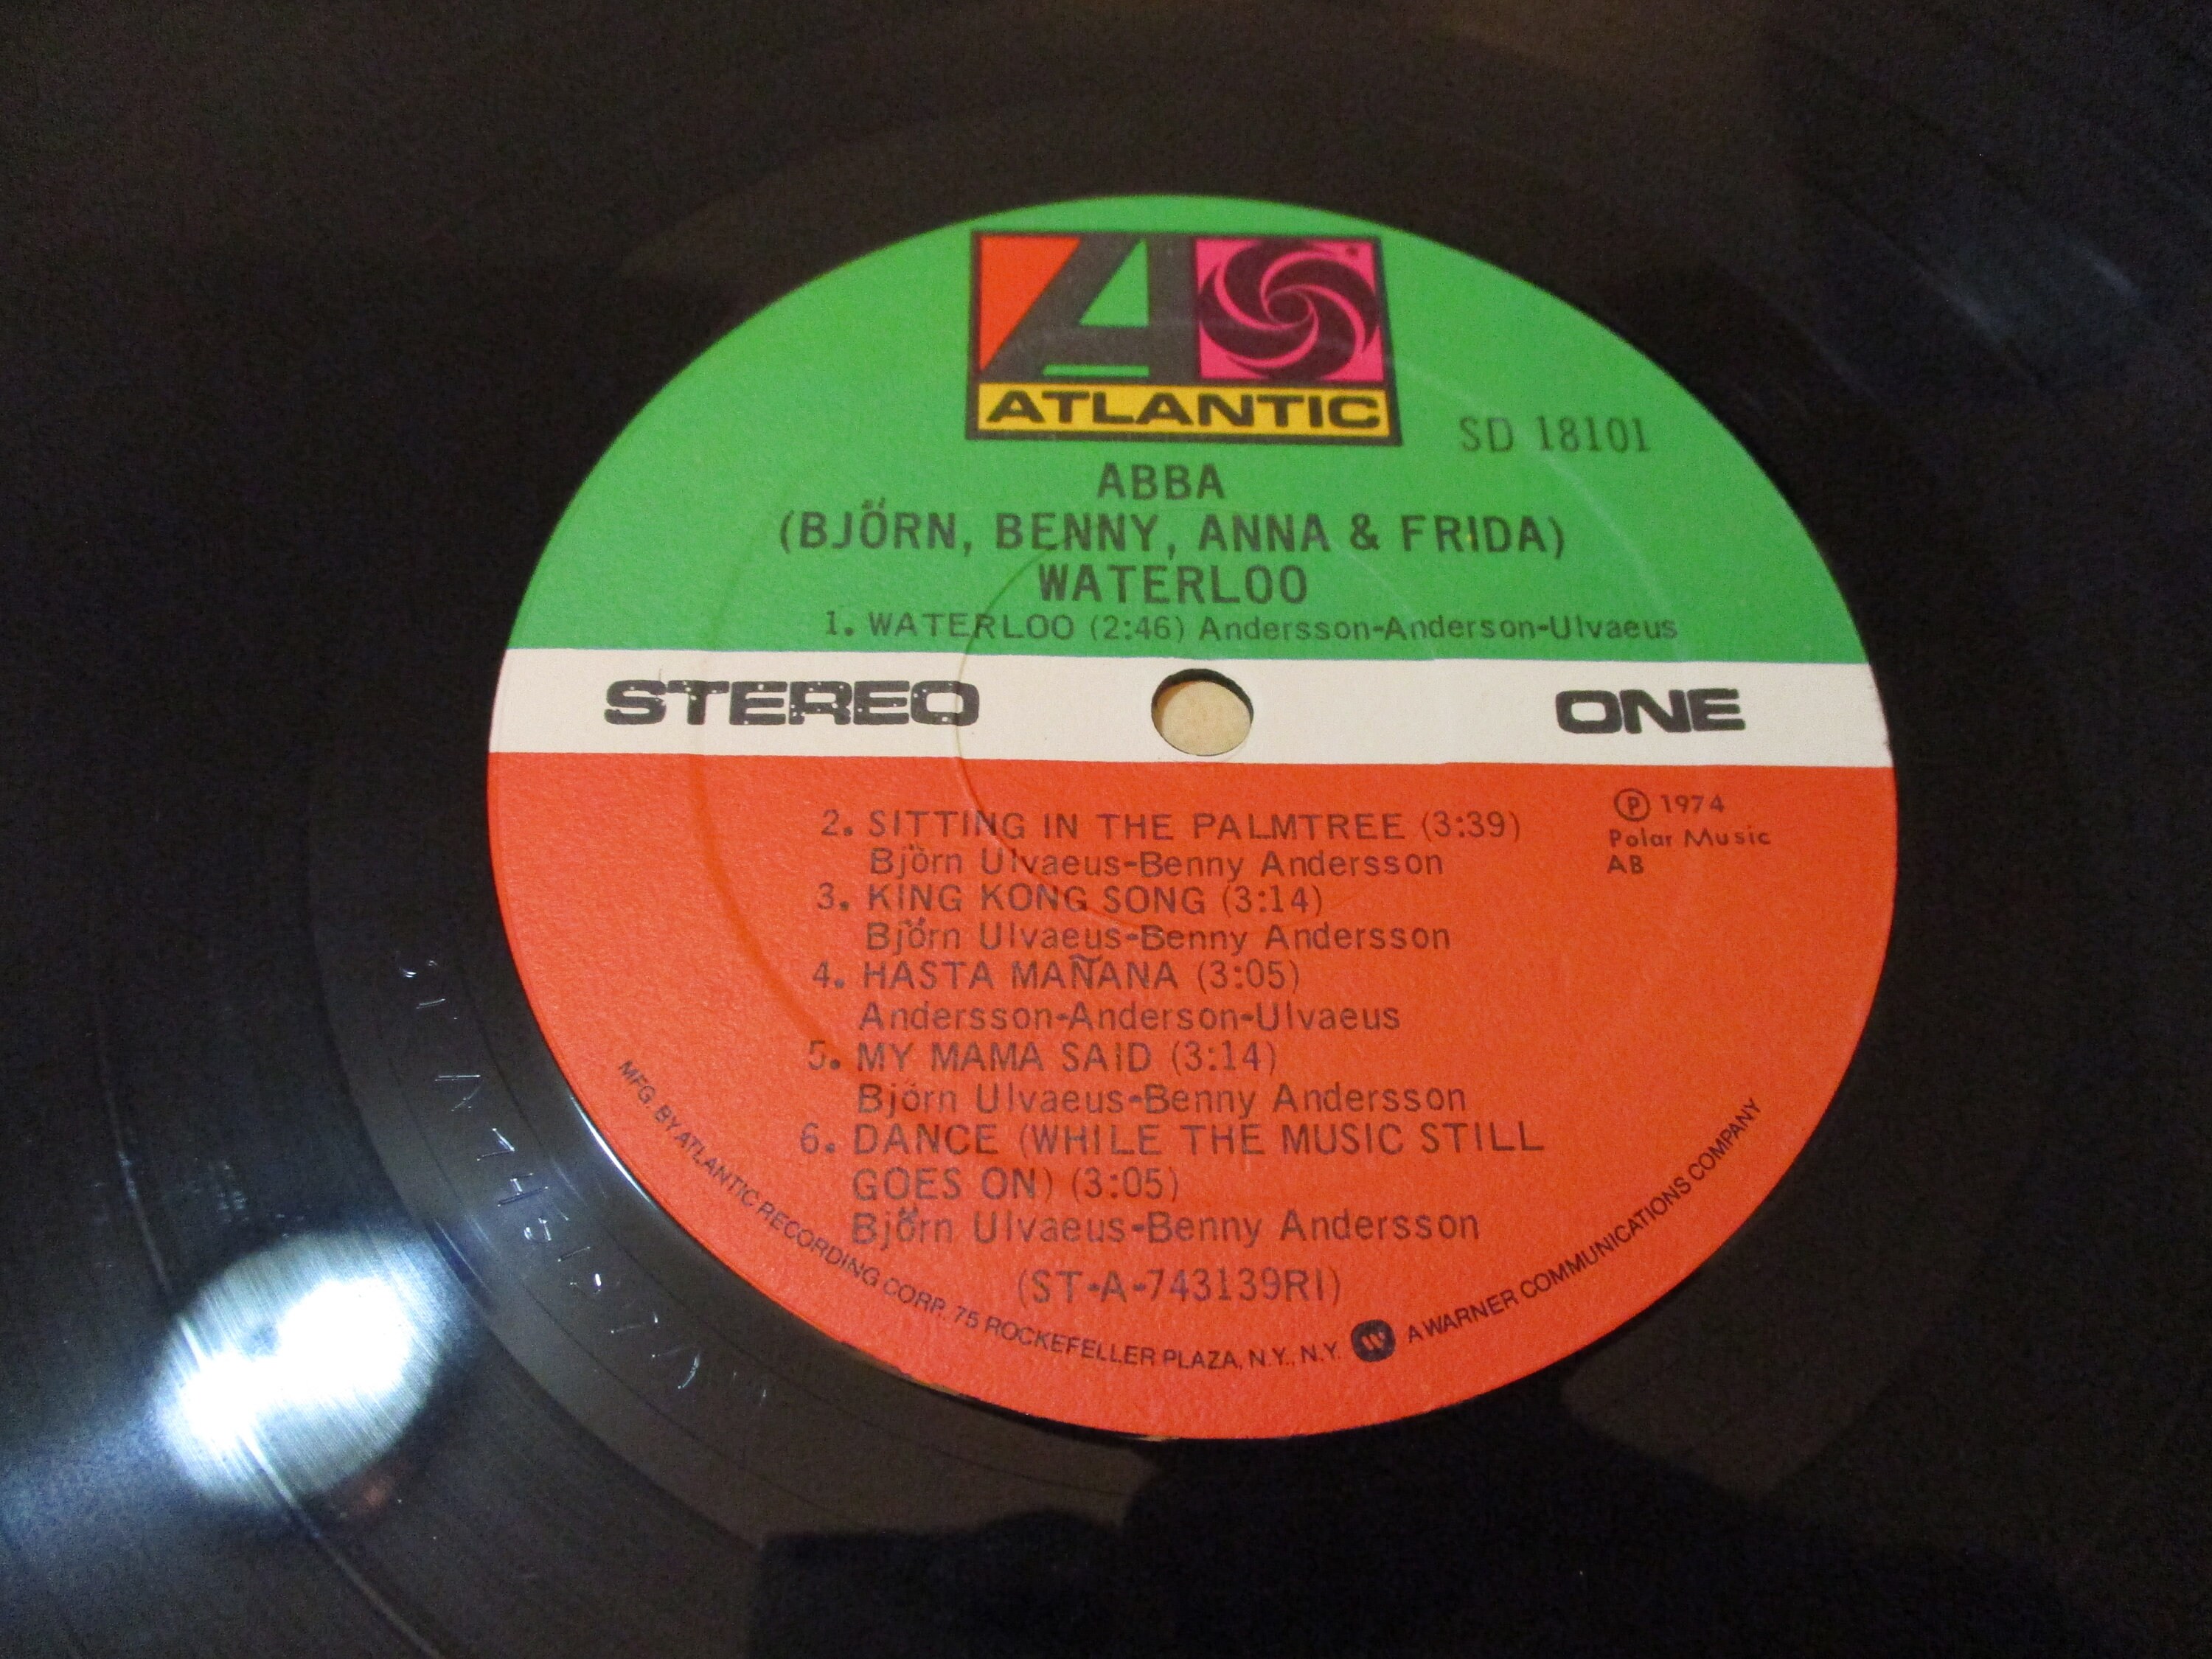 ATLANTIC
SD 18101
ABBA
(BJÖRN, BENNY, ANNA & FRIDA)
WATERLOO
1. WATERLOO (2:46) Andersson-Anderson-Ulvaeus
STEREO
ONE
2. SITTING IN THE PALMTREE (3:39)
Björn Ulvaeus-Benny Andersson
3. KING KONG SONG (3:14)
Björn Ulvaeus-Benny Andersson
4. HASTA MAÑANA (3:05)
Andersson-Anderson-Ulvaeus
5. MY MAMA SAID (3:14)
Björn Ulvaeus-Benny Andersson
6. DANCE (WHILE THE MUSIC STILL
GOES ON) (3:05)
Björn Ulvaeus-Benny Andersson
(ST-A-743139RI)
Ⓟ 1974
Polar Music
AB
MFG. BY ATLANTIC RECORDING CORP. 75 ROCKEFELLER PLAZA, N.Y., N.Y. W A WARNER COMMUNICATIONS COMPANY